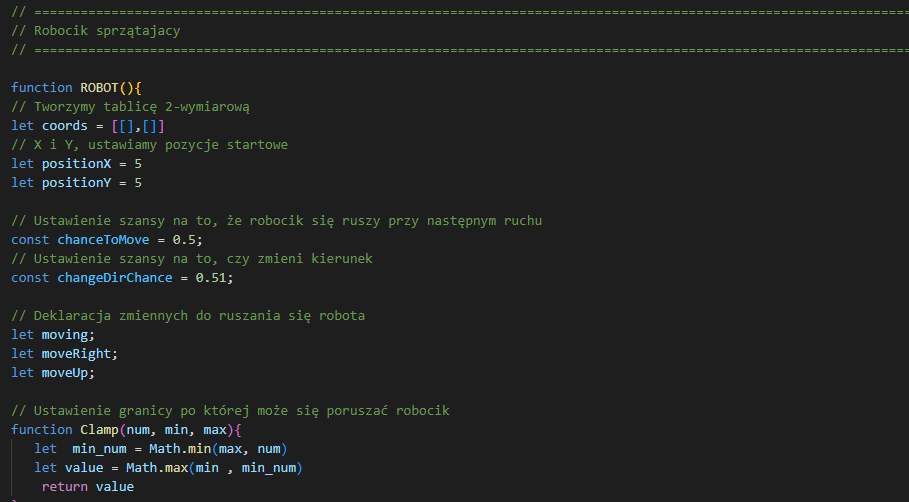 // ==================================================================================================================
// Robocik sprzątajacy
// ==================================================================================================================
function ROBOT(){
// Tworzymy tablicę 2-wymiarową
let coords = [[],[]]
// X i Y, ustawiamy pozycje startowe
let positionX = 5
let positionY = 5
// Ustawienie szansy na to, że robocik się ruszy przy następnym ruchu
const chanceToMove = 0.5;
// Ustawienie szansy na to, czy zmieni kierunek
const changeDirChance = 0.51;
// Deklaracja zmiennych do ruszania się robota
let moving;
let moveRight;
let moveUp;
// Ustawienie granicy po której może się poruszać robocik
function Clamp(num, min, max){
let  min_num = Math.min(max, num)
let value = Math.max(min , min_num)
return value